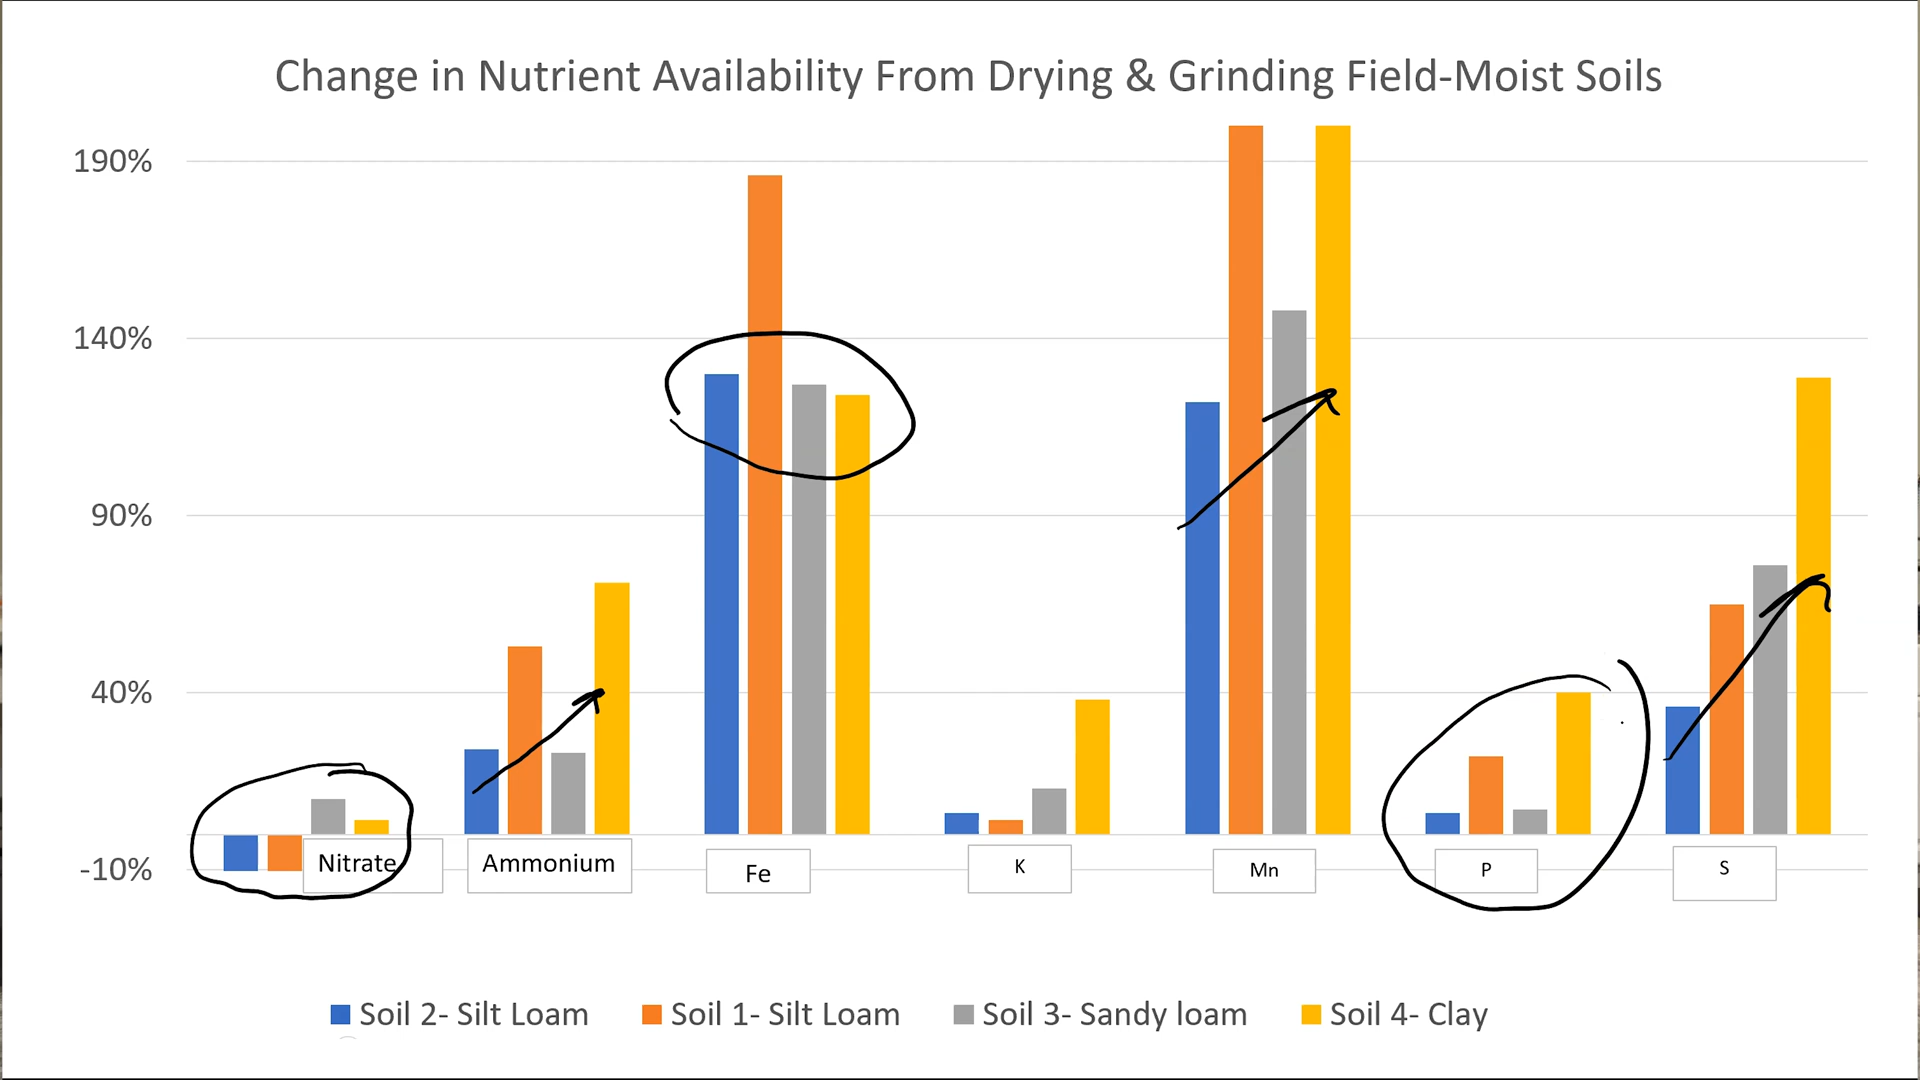 Change in Nutrient Availability From Drying & Grinding Field-Moist Soils
190%
140%
90%
40%
-10%
Nitrate
Ammonium
Fe
K
Mn
P
S
Soil 2- Silt Loam
Soil 1- Silt Loam
Soil 3- Sandy loam
Soil 4- Clay